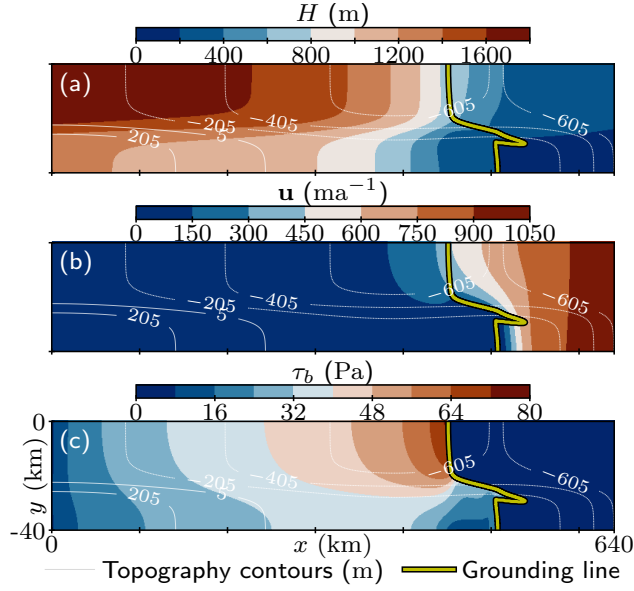 H (m)
0 400 800 1200 1600
(a)
−205
−405
−605
−605
205
5
u (ma⁻¹)
0 150 300 450 600 750 900 1050
(b)
−205
−405
−605
−605
205
5
τ_b (Pa)
0 16 32 48 64 80
0
(c)
−205
−405
−605
−605
205
5
y (km)
-40
0 x (km) 640
Topography contours (m) Grounding line